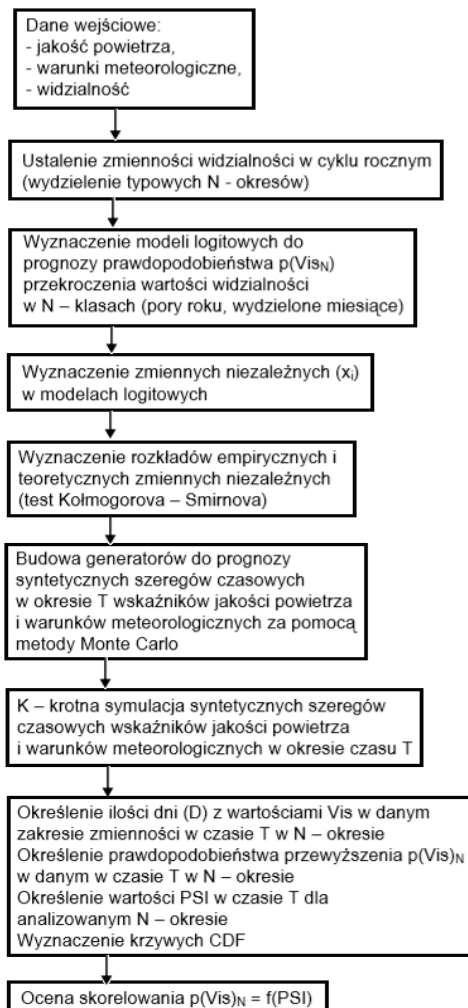 Dane wejściowe:
- jakość powietrza,
- warunki meteorologiczne,
- widzialność
Ustalenie zmienności widzialności w cyklu rocznym
(wydzielenie typowych N - okresów)
Wyznaczenie modeli logitowych do
prognozy prawdopodobieństwa p(Vis_N)
przekroczenia wartości widzialności
w N – klasach (pory roku, wydzielone miesiące)
Wyznaczenie zmiennych niezależnych (x_i)
w modelach logitowych
Wyznaczenie rozkładów empirycznych i
teoretycznych zmiennych niezależnych
(test Kołmogorova – Smirnova)
Budowa generatorów do prognozy
syntetycznych szeregów czasowych
w okresie T wskaźników jakości powietrza
i warunków meteorologicznych za pomocą
metody Monte Carlo
K – krotna symulacja syntetycznych szeregów
czasowych wskaźników jakości powietrza
i warunków meteorologicznych w okresie czasu T
Określenie ilości dni (D) z wartościami Vis w danym
zakresie zmienności w czasie T w N – okresie
Określenie prawdopodobieństwa przewyższenia p(Vis)_N
w danym w czasie T w N – okresie
Określenie wartości PSI w czasie T dla
analizowanym N – okresie
Wyznaczenie krzywych CDF
Ocena skorelowania p(Vis)_N = f(PSI)